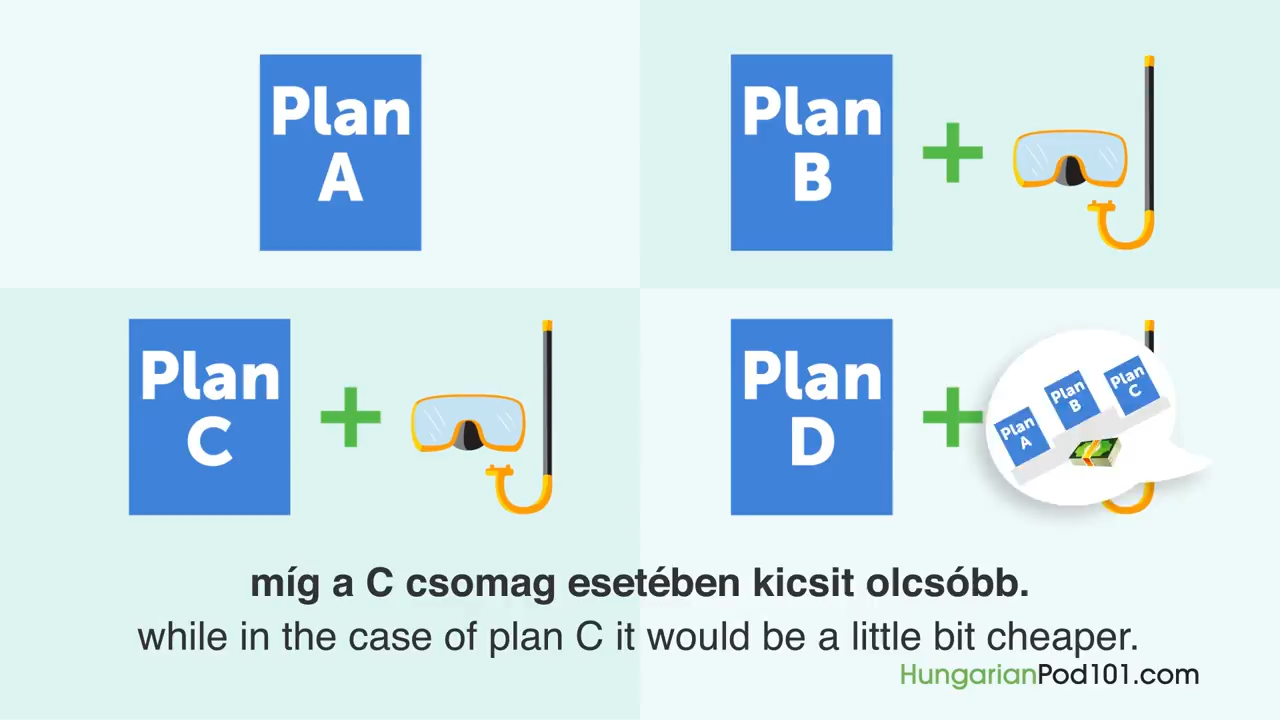 Plan
A
Plan
B
Plan
C
Plan
D
Plan
A
Plan
B
Plan
C
míg a C csomag esetében kicsit olcsóbb.
while in the case of plan C it would be a little bit cheaper.
HungarianPod101.com